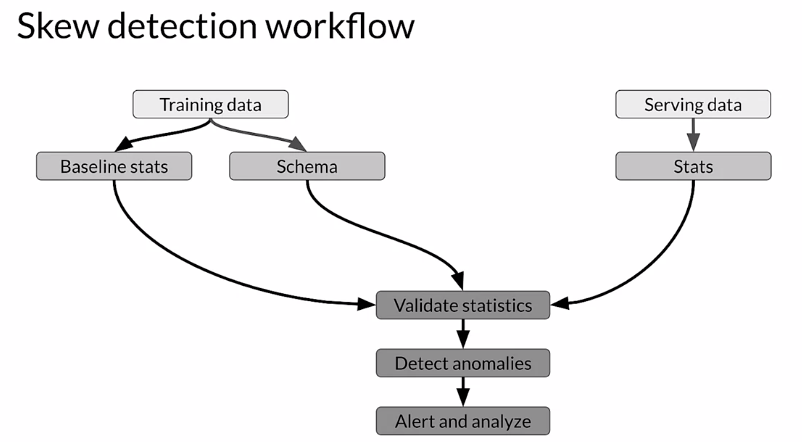 Skew detection workflow
Training data
Serving data
Baseline stats
Schema
Stats
Validate statistics
Detect anomalies
Alert and analyze